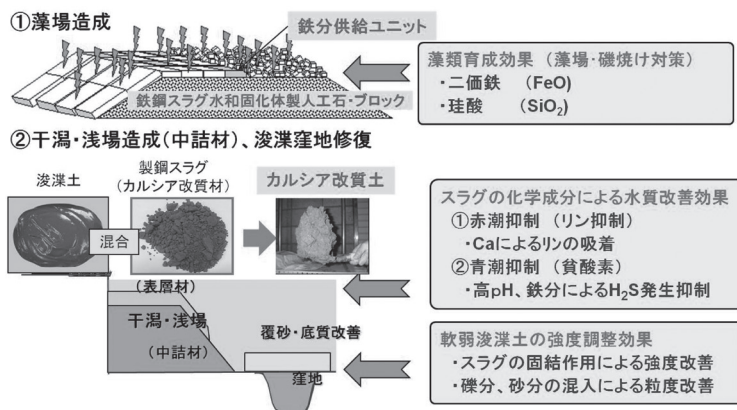 ①藻場造成
鉄分供給ユニット
鉄鋼スラグ水和固化体製人工石・ブロック
藻類育成効果（藻場・磯焼け対策）
・二価鉄　（FeO)
・珪酸　（SiO₂）
②干潟・浅場造成(中詰材)、浚渫窪地修復
浚渫土
製鋼スラグ
(カルシア改質材)
カルシア改質土
混合
(表層材)
干潟・浅場
(中詰材)
覆砂・底質改善
窪地
スラグの化学成分による水質改善効果
①赤潮抑制（リン抑制）
・Caによるリンの吸着
②青潮抑制（貧酸素）
・高pH、鉄分によるH₂S発生抑制
軟弱浚渫土の強度調整効果
・スラグの固結作用による強度改善
・礫分、砂分の混入による粒度改善